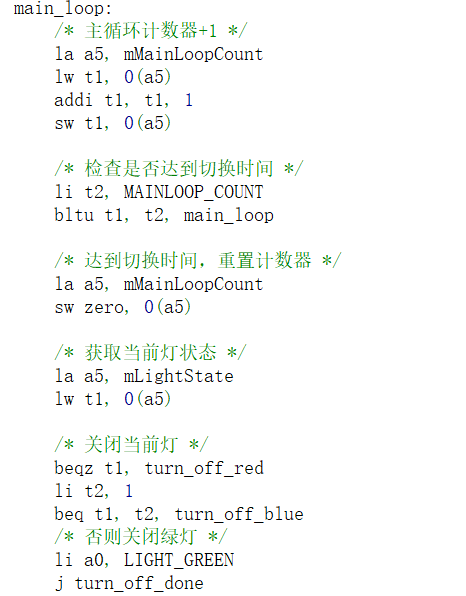 main_loop:
/* 主循环计数器+1 */
la a5, mMainLoopCount
lw t1, 0(a5)
addi t1, t1, 1
sw t1, 0(a5)
/* 检查是否达到切换时间 */
li t2, MAINLOOP_COUNT
bltu t1, t2, main_loop
/* 达到切换时间，重置计数器 */
la a5, mMainLoopCount
sw zero, 0(a5)
/* 获取当前灯状态 */
la a5, mLightState
lw t1, 0(a5)
/* 关闭当前灯 */
beqz t1, turn_off_red
li t2, 1
beq t1, t2, turn_off_blue
/* 否则关闭绿灯 */
li a0, LIGHT_GREEN
j turn_off_done